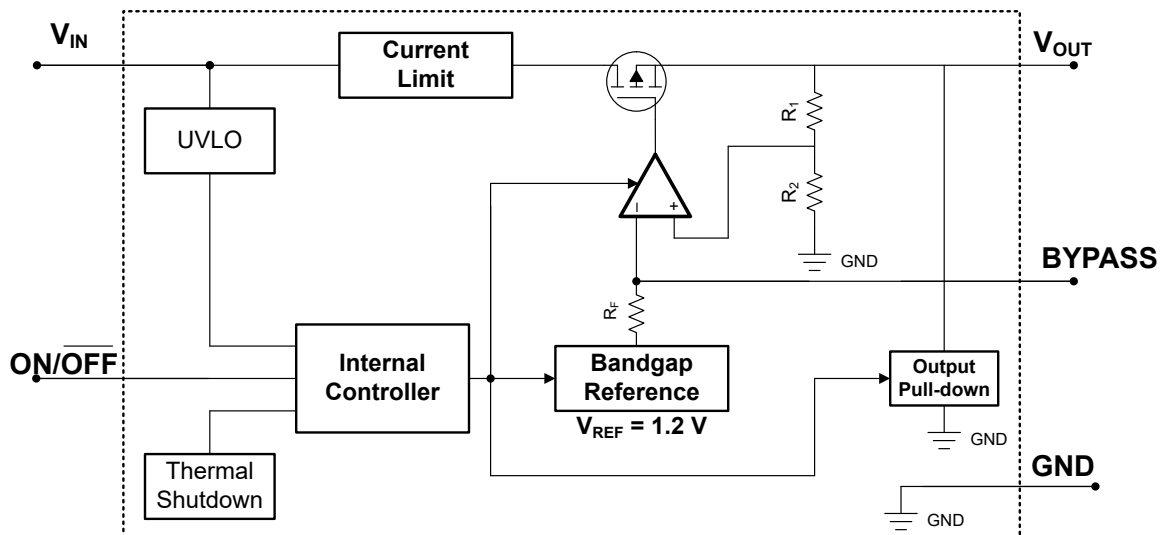 VIN
Current
Limit
VOUT
UVLO
R1
R2
GND
BYPASS
RF
ON/OFF
Internal
Controller
Bandgap
Reference
VREF = 1.2 V
Output
Pull-down
GND
Thermal
Shutdown
GND
GND